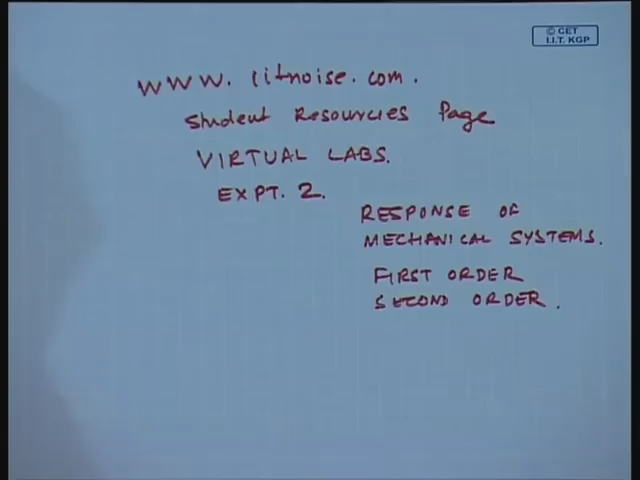 © CET
I.I.T. KGP
www.iitnoise.com.
Student Resources Page
VIRTUAL LABS.
EXPT. 2.
RESPONSE OF
MECHANICAL SYSTEMS.
FIRST ORDER
SECOND ORDER.